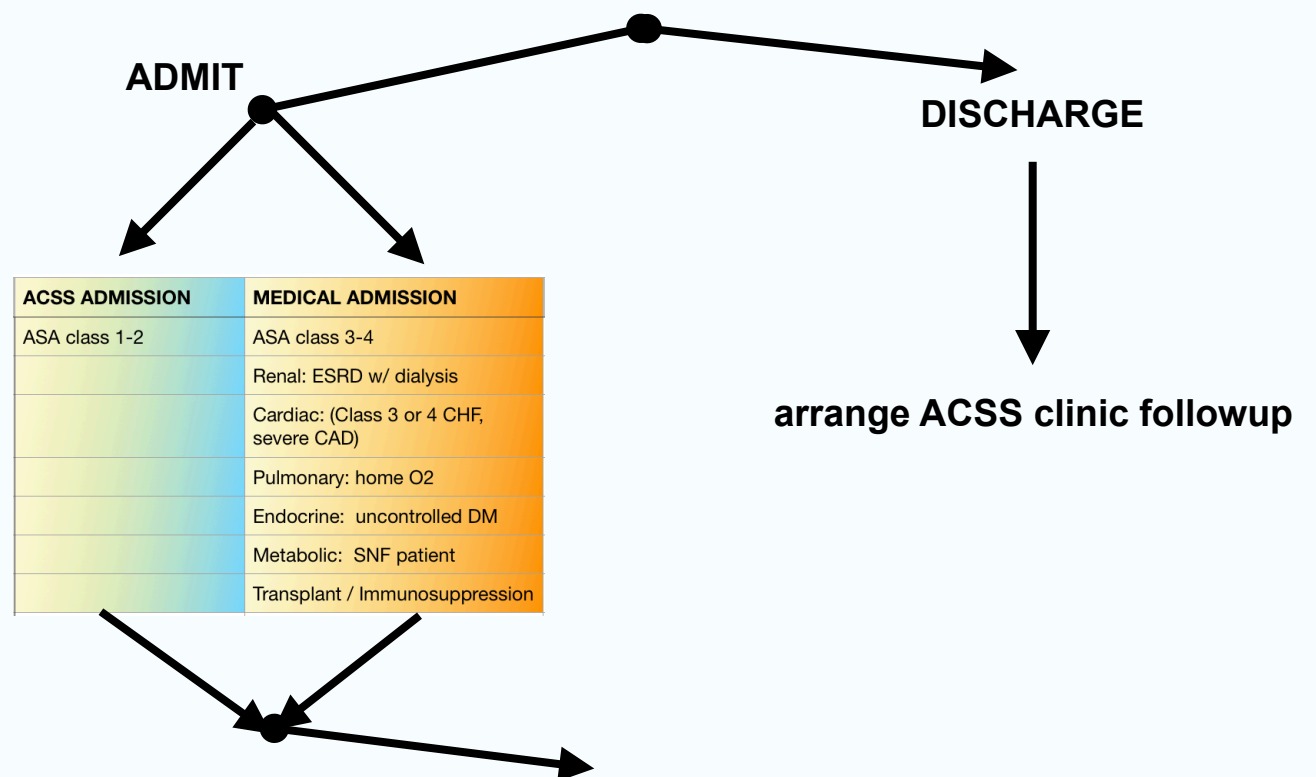 ADMIT
DISCHARGE
ACSS ADMISSION
MEDICAL ADMISSION
ASA class 1-2
ASA class 3-4
Renal: ESRD w/ dialysis
Cardiac: (Class 3 or 4 CHF,
severe CAD)
Pulmonary: home O2
Endocrine:  uncontrolled DM
Metabolic:  SNF patient
Transplant / Immunosuppression
arrange ACSS clinic followup